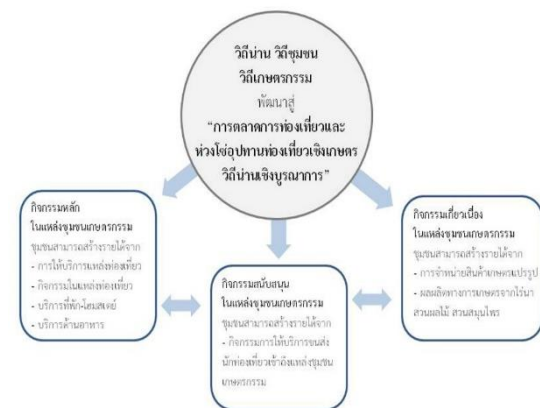 วิถีน่าน วิถีชุมชน
วิถีเกษตรกรรม
พัฒนาสู่
“การตลาดการท่องเที่ยวและ
ห่วงโซ่อุปทานท่องเที่ยวเชิงเกษตร
วิถีน่านเชิงบูรณาการ”
กิจกรรมหลัก
ในแหล่งชุมชนเกษตรกรรม
ชุมชนสามารถสร้างรายได้จาก
- การให้บริการแหล่งท่องเที่ยว
- กิจกรรมในแหล่งท่องเที่ยว
- บริการที่พัก-โฮมสเตย์
- บริการด้านอาหาร
กิจกรรมสนับสนุน
ในแหล่งชุมชนเกษตรกรรม
ชุมชนสามารถสร้างรายได้จาก
- กิจกรรมการให้บริการขนส่ง
นักท่องเที่ยวเข้าถึงแหล่งชุมชน
เกษตรกรรม
กิจกรรมเกี่ยวเนื่อง
ในแหล่งชุมชนเกษตรกรรม
ชุมชนสามารถสร้างรายได้จาก
- การจำหน่ายสินค้าเกษตรแปรรูป
- ผลผลิตทางการเกษตรจากไร่นา
สวนผลไม้ สวนสมุนไพร